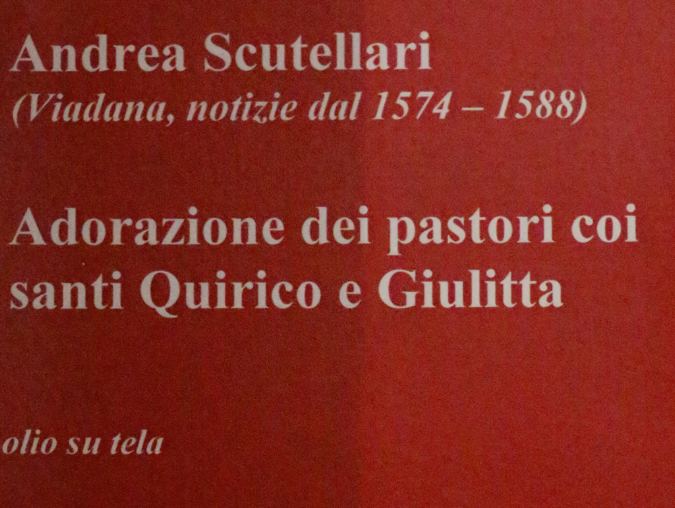 Andrea Scutellari
(Viadana, notizie dal 1574 – 1588)
Adorazione dei pastori coi
santi Quirico e Giulitta
olio su tela